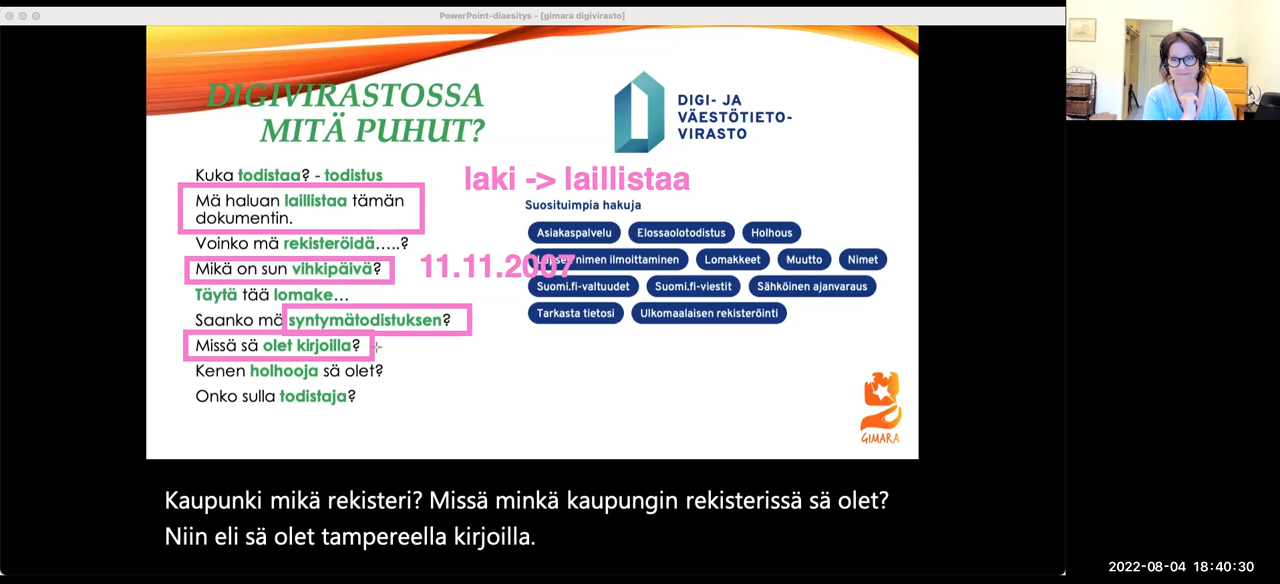 PowerPoint-diaesitys - [gimara digivirasto]
DIGIVIRASTOSSA
MITÄ PUHUT?
DIGI- JA
VÄESTÖTIETO-
VIRASTO
Kuka todistaa? - todistus
laki -> laillistaa
Mä haluan laillistaa tämän
dokumentin.
Voinko mä rekisteröidä…..?
Mikä on sun vihkipäivä?
11.11.2007
Täytä tää lomake…
Saanko mä syntymätodistuksen?
Missä sä olet kirjoilla?
Kenen holhooja sä olet?
Onko sulla todistaja?
Suosituimpia hakuja
Asiakaspalvelu
Elossaolotodistus
Holhous
nimen ilmoittaminen
Lomakkeet
Muutto
Nimet
Suomi.fi-valtuudet
Suomi.fi-viestit
Sähköinen ajanvaraus
Tarkasta tietosi
Ulkomaalaisen rekisteröinti
GIMARA
Kaupunki mikä rekisteri? Missä minkä kaupungin rekisterissä sä olet?
Niin eli sä olet tampereella kirjoilla.
2022-08-04 18:40:30